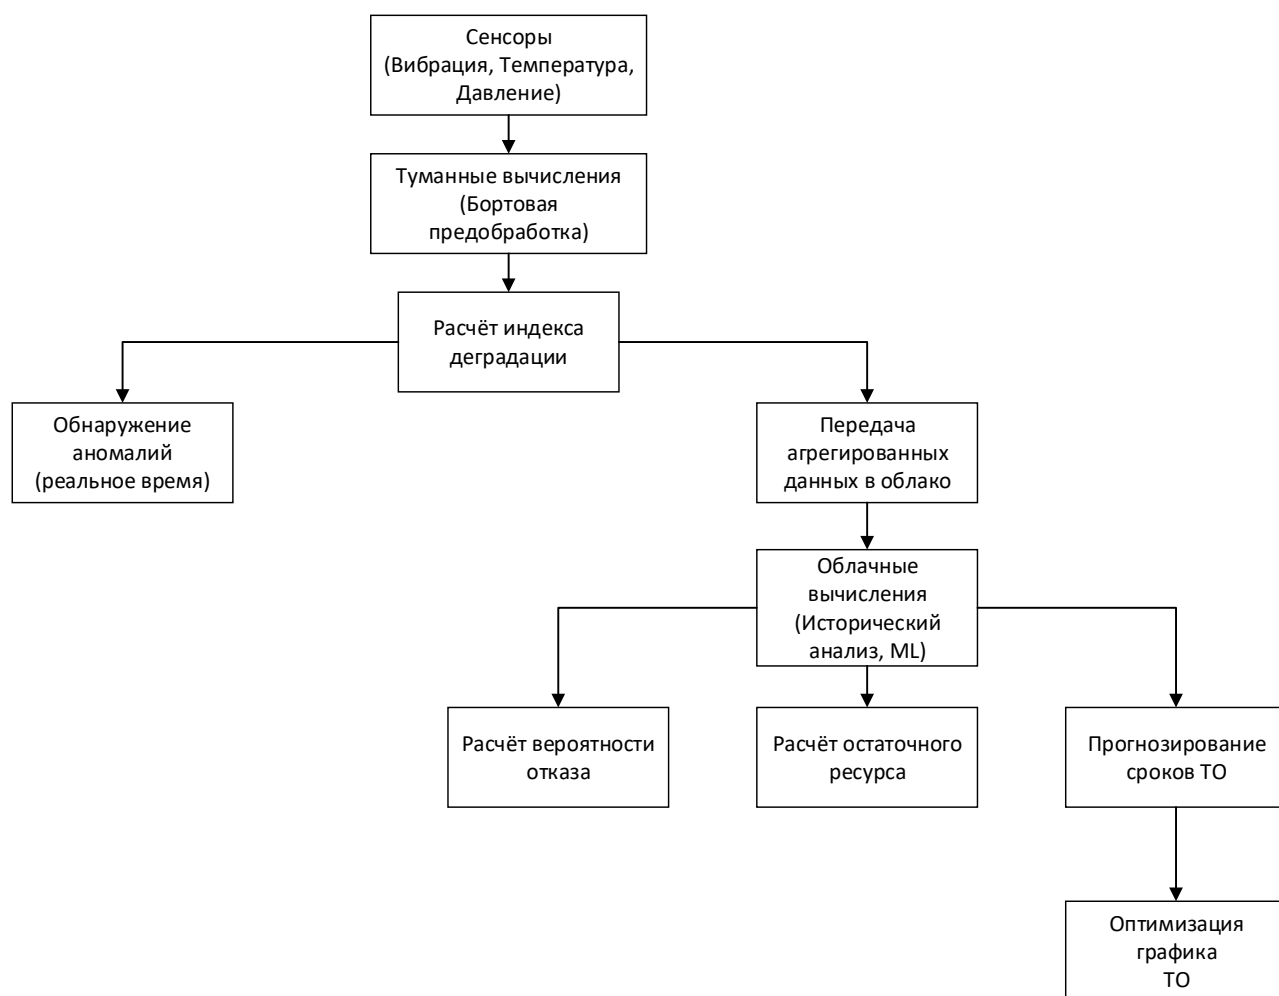 Сенсоры
(Вибрация, Температура,
Давление)
Туманные вычисления
(Бортовая
предобработка)
Расчёт индекса
деградации
Обнаружение
аномалий
(реальное время)
Передача
агрегированных
данных в облако
Облачные
вычисления
(Исторический
анализ, ML)
Расчёт вероятности
отказа
Расчёт остаточного
ресурса
Прогнозирование
сроков ТО
Оптимизация
графика
ТО